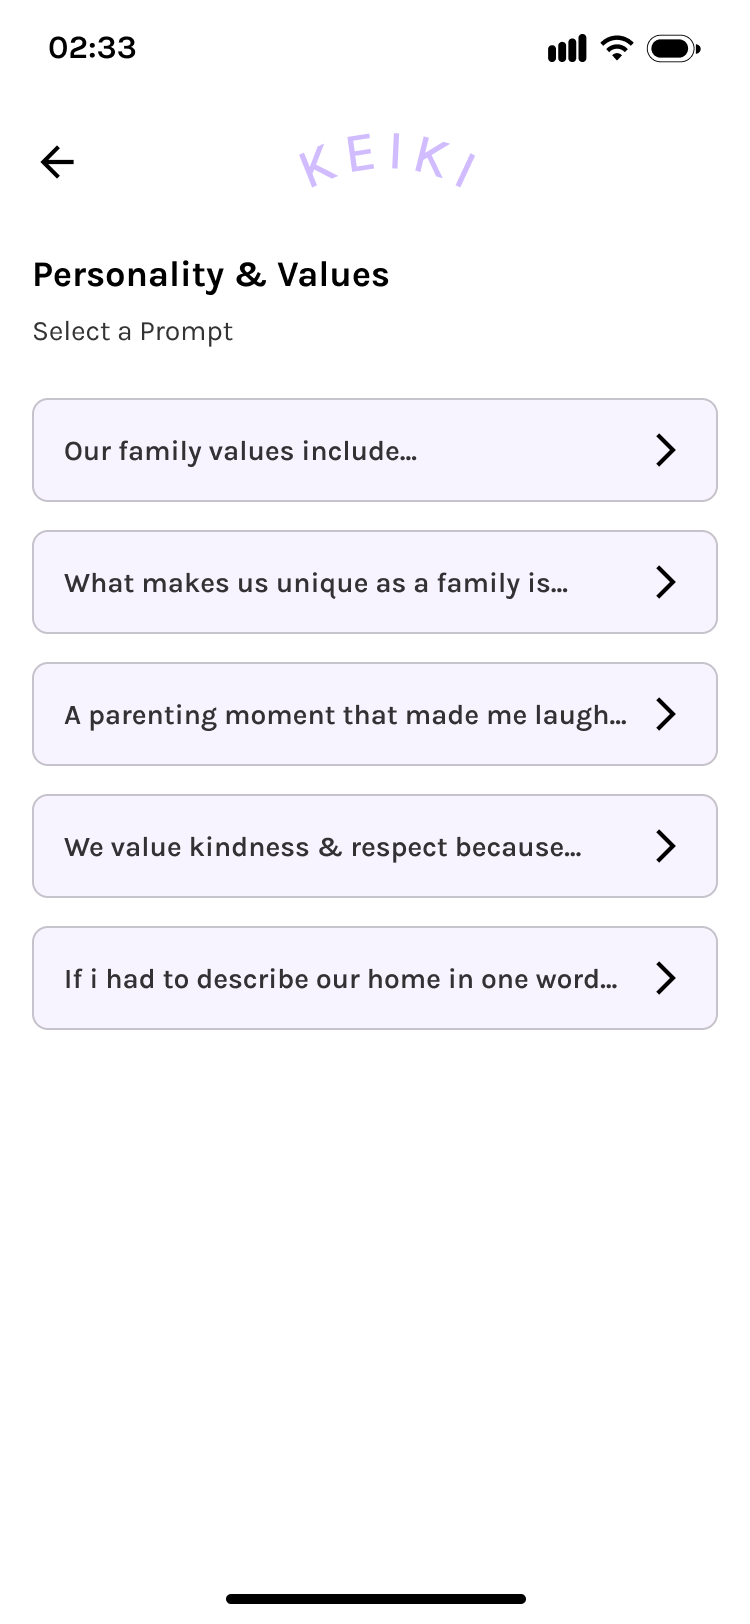 02:33
KEIKI
Personality & Values
Select a Prompt
Our family values include...
What makes us unique as a family is...
A parenting moment that made me laugh...
We value kindness & respect because...
If i had to describe our home in one word...